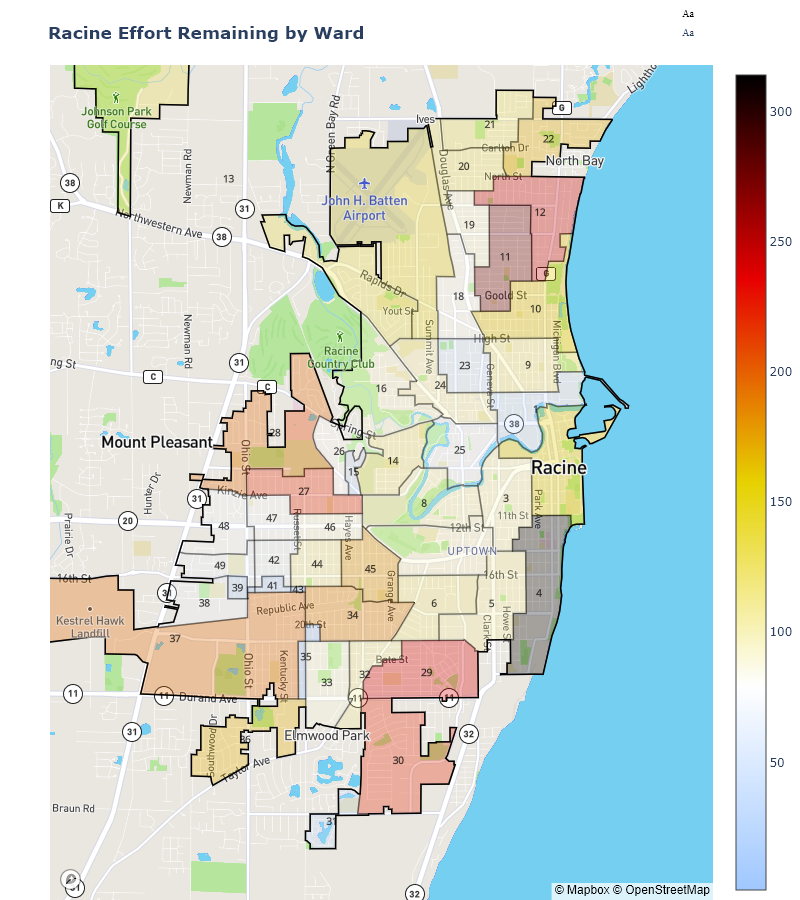 Aa
Racine Effort Remaining by Ward
Aa
Johnson Park
Golf Course
N Green Bay Rd
Ives
21
G
22
Carlton Dr
North Bay
Newman Rd
Douglas Ave
20
North St
38
13
John H. Batten
Airport
K
31
12
Northwestern Ave
38
19
11
G
Rapids Dr
18
Goold St
10
Yout St
Newman Rd
Summit Ave
High St
Michigan Blvd
Racine
Country Club
ng St
31
23
9
C
C
16
24
Geneva St
Spring St
38
28
Mount Pleasant
26
25
14
15
Racine
Ohio St
Hunter Dr
Kinzie Ave
27
31
3
Park Ave
8
11th St
Prairie Dr
20
48
47
Russet St
46
Hayes Ave
12th St
UPTOWN
49
42
44
45
16th St
16th St
39
41
43
Grange Ave
31
38
4
Kestrel Hawk
Landfill
Republic Ave
34
6
5
Howe St
37
20th St
Clark St
35
Bate St
Ohio St
Kentucky St
33
32
29
11
11
Durand Ave
11
11
31
Elmwood Park
32
36
Southwood Dr
Taylor Ave
30
Braun Rd
31
31
32
© Mapbox © OpenStreetMap
300
250
200
150
100
50